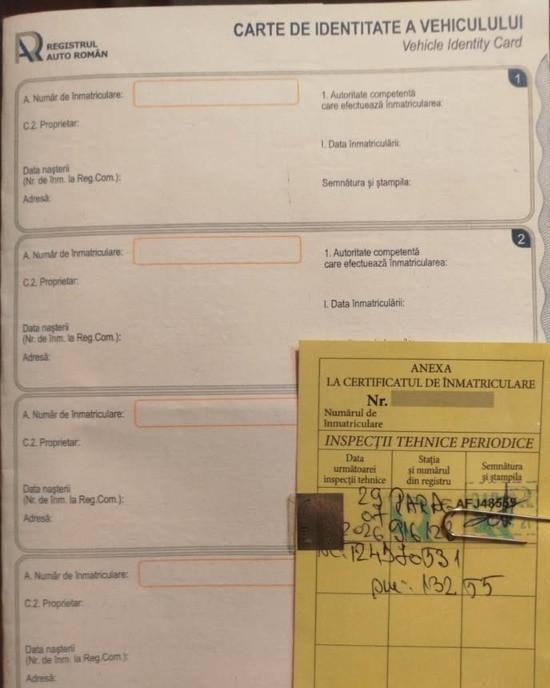 REGISTRUL
AUTO ROMÂN
CARTE DE IDENTITATE A VEHICULULUI
Vehicle Identity Card
1
A. Număr de înmatriculare:
C.2. Proprietar:
Data nașterii
(Nr. de înm. la Reg.Com.):
Adresă:
1. Autoritate competentă
care efectuează înmatricularea:
I. Data înmatriculării:
Semnătura și ștampila:
2
A. Număr de înmatriculare:
C.2. Proprietar:
Data nașterii
(Nr. de înm. la Reg.Com.):
Adresă:
1. Autoritate competentă
care efectuează înmatricularea:
I. Data înmatriculării:
A. Număr de înmatriculare:
C.2. Proprietar:
Data nașterii
(Nr. de înm. la Reg.Com.):
Adresă:
A. Număr de înmatriculare:
C.2. Proprietar:
Data nașterii
(Nr. de înm. la Reg.Com.):
Adresă:
ANEXA
LA CERTIFICATUL DE ÎNMATRICULARE
Nr.
Numărul de
înmatriculare
INSPECȚII TEHNICE PERIODICE
Data
următoarei
inspecții tehnice
Stația
și numărul
din registru
Semnătura
și ștampila
29
07
2026
AFJ48559